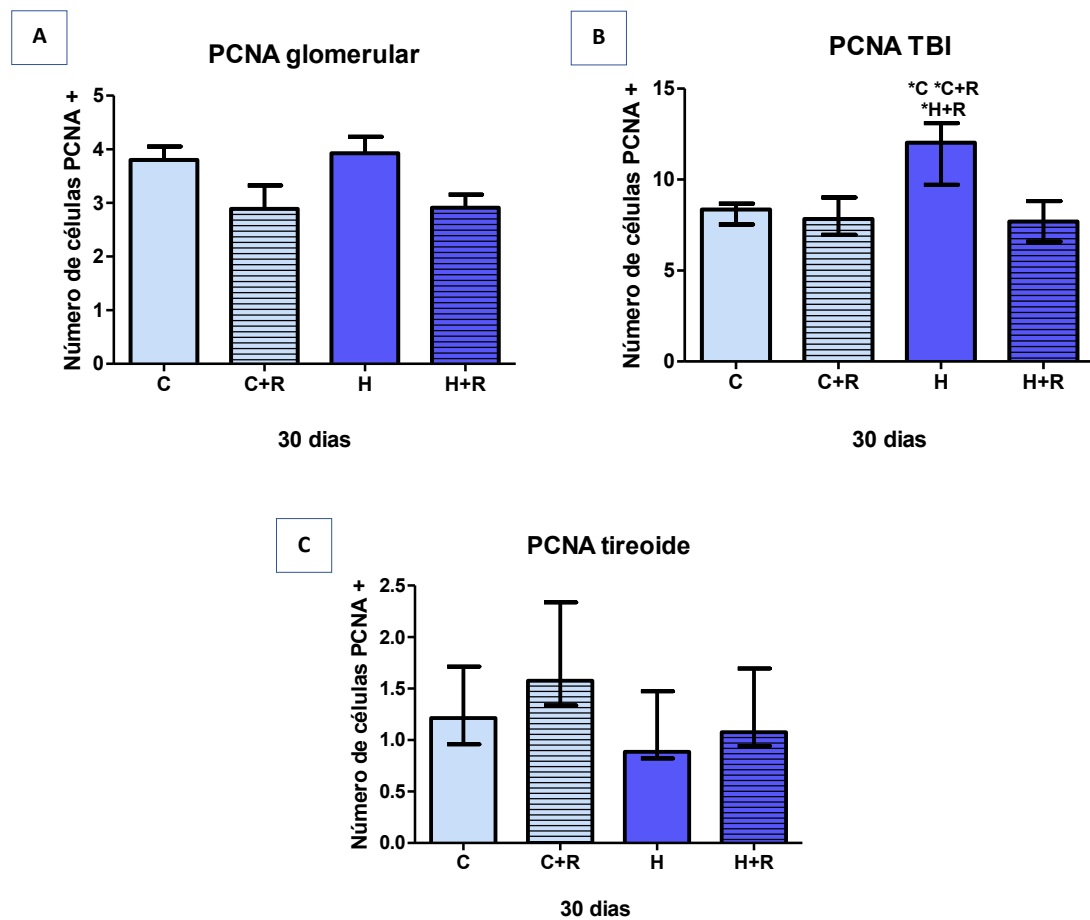 A
PCNA glomerular
Número de células PCNA +
5
4
3
2
1
0
C C+R H H+R
30 dias
B
PCNA TBI
Número de células PCNA +
15
10
5
0
*C *C+R
*H+R
C C+R H H+R
30 dias
C
PCNA tireoide
Número de células PCNA +
2.5
2.0
1.5
1.0
0.5
0.0
C C+R H H+R
30 dias